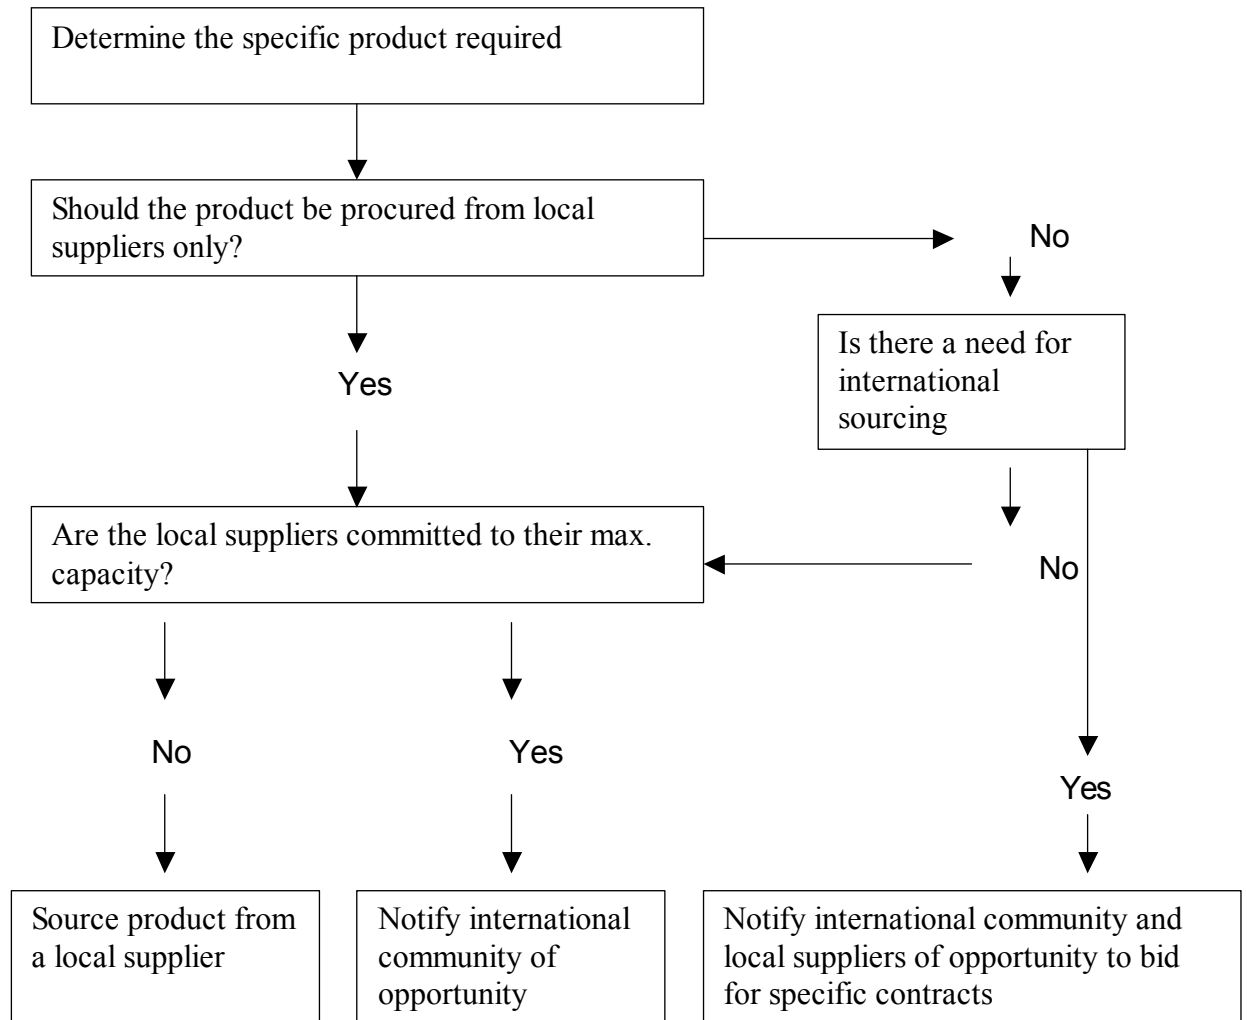 Determine the specific product required
Should the product be procured from local
suppliers only?
No
Yes
Is there a need for
international
sourcing
Are the local suppliers committed to their max.
capacity?
No
No
Yes
Yes
Source product from
a local supplier
Notify international
community of
opportunity
Notify international community and
local suppliers of opportunity to bid
for specific contracts